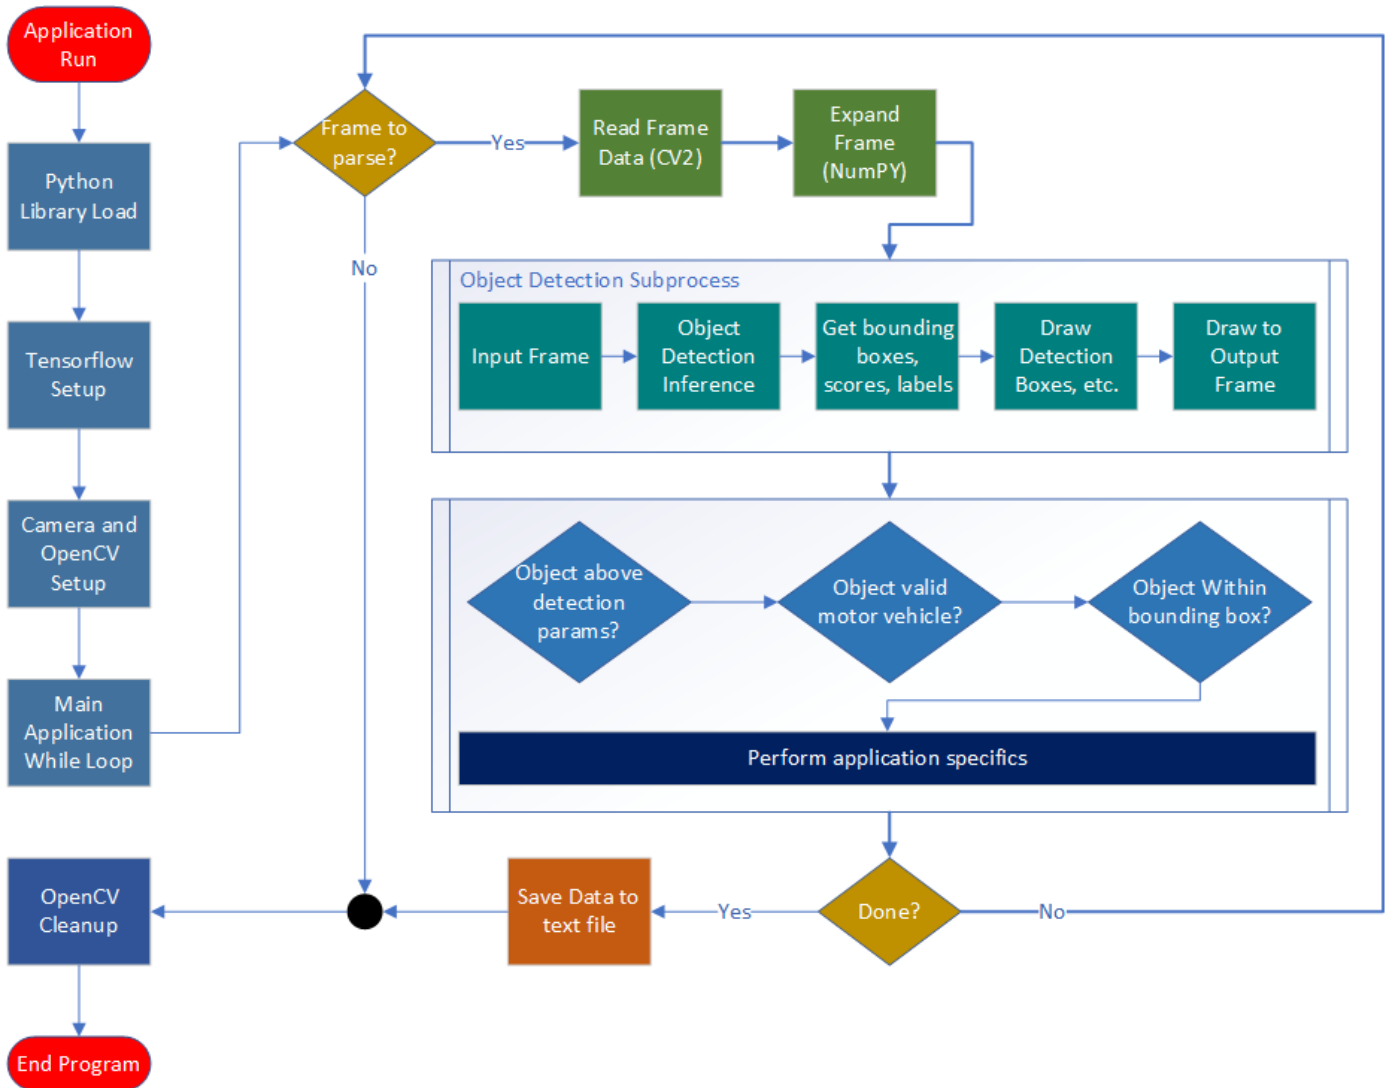 Application
Run
Python
Library Load
Tensorflow
Setup
Camera and
OpenCV
Setup
Main
Application
While Loop
OpenCV
Cleanup
End Program
Frame to
parse?
Yes
No
Read Frame
Data (CV2)
Expand
Frame
(NumPY)
Object Detection Subprocess
Input Frame
Object
Detection
Inference
Get bounding
boxes,
scores, labels
Draw
Detection
Boxes, etc.
Draw to
Output
Frame
Object above
detection
params?
Object valid
motor vehicle?
Object Within
bounding box?
Perform application specifics
Done?
No
Yes
Save Data to
text file